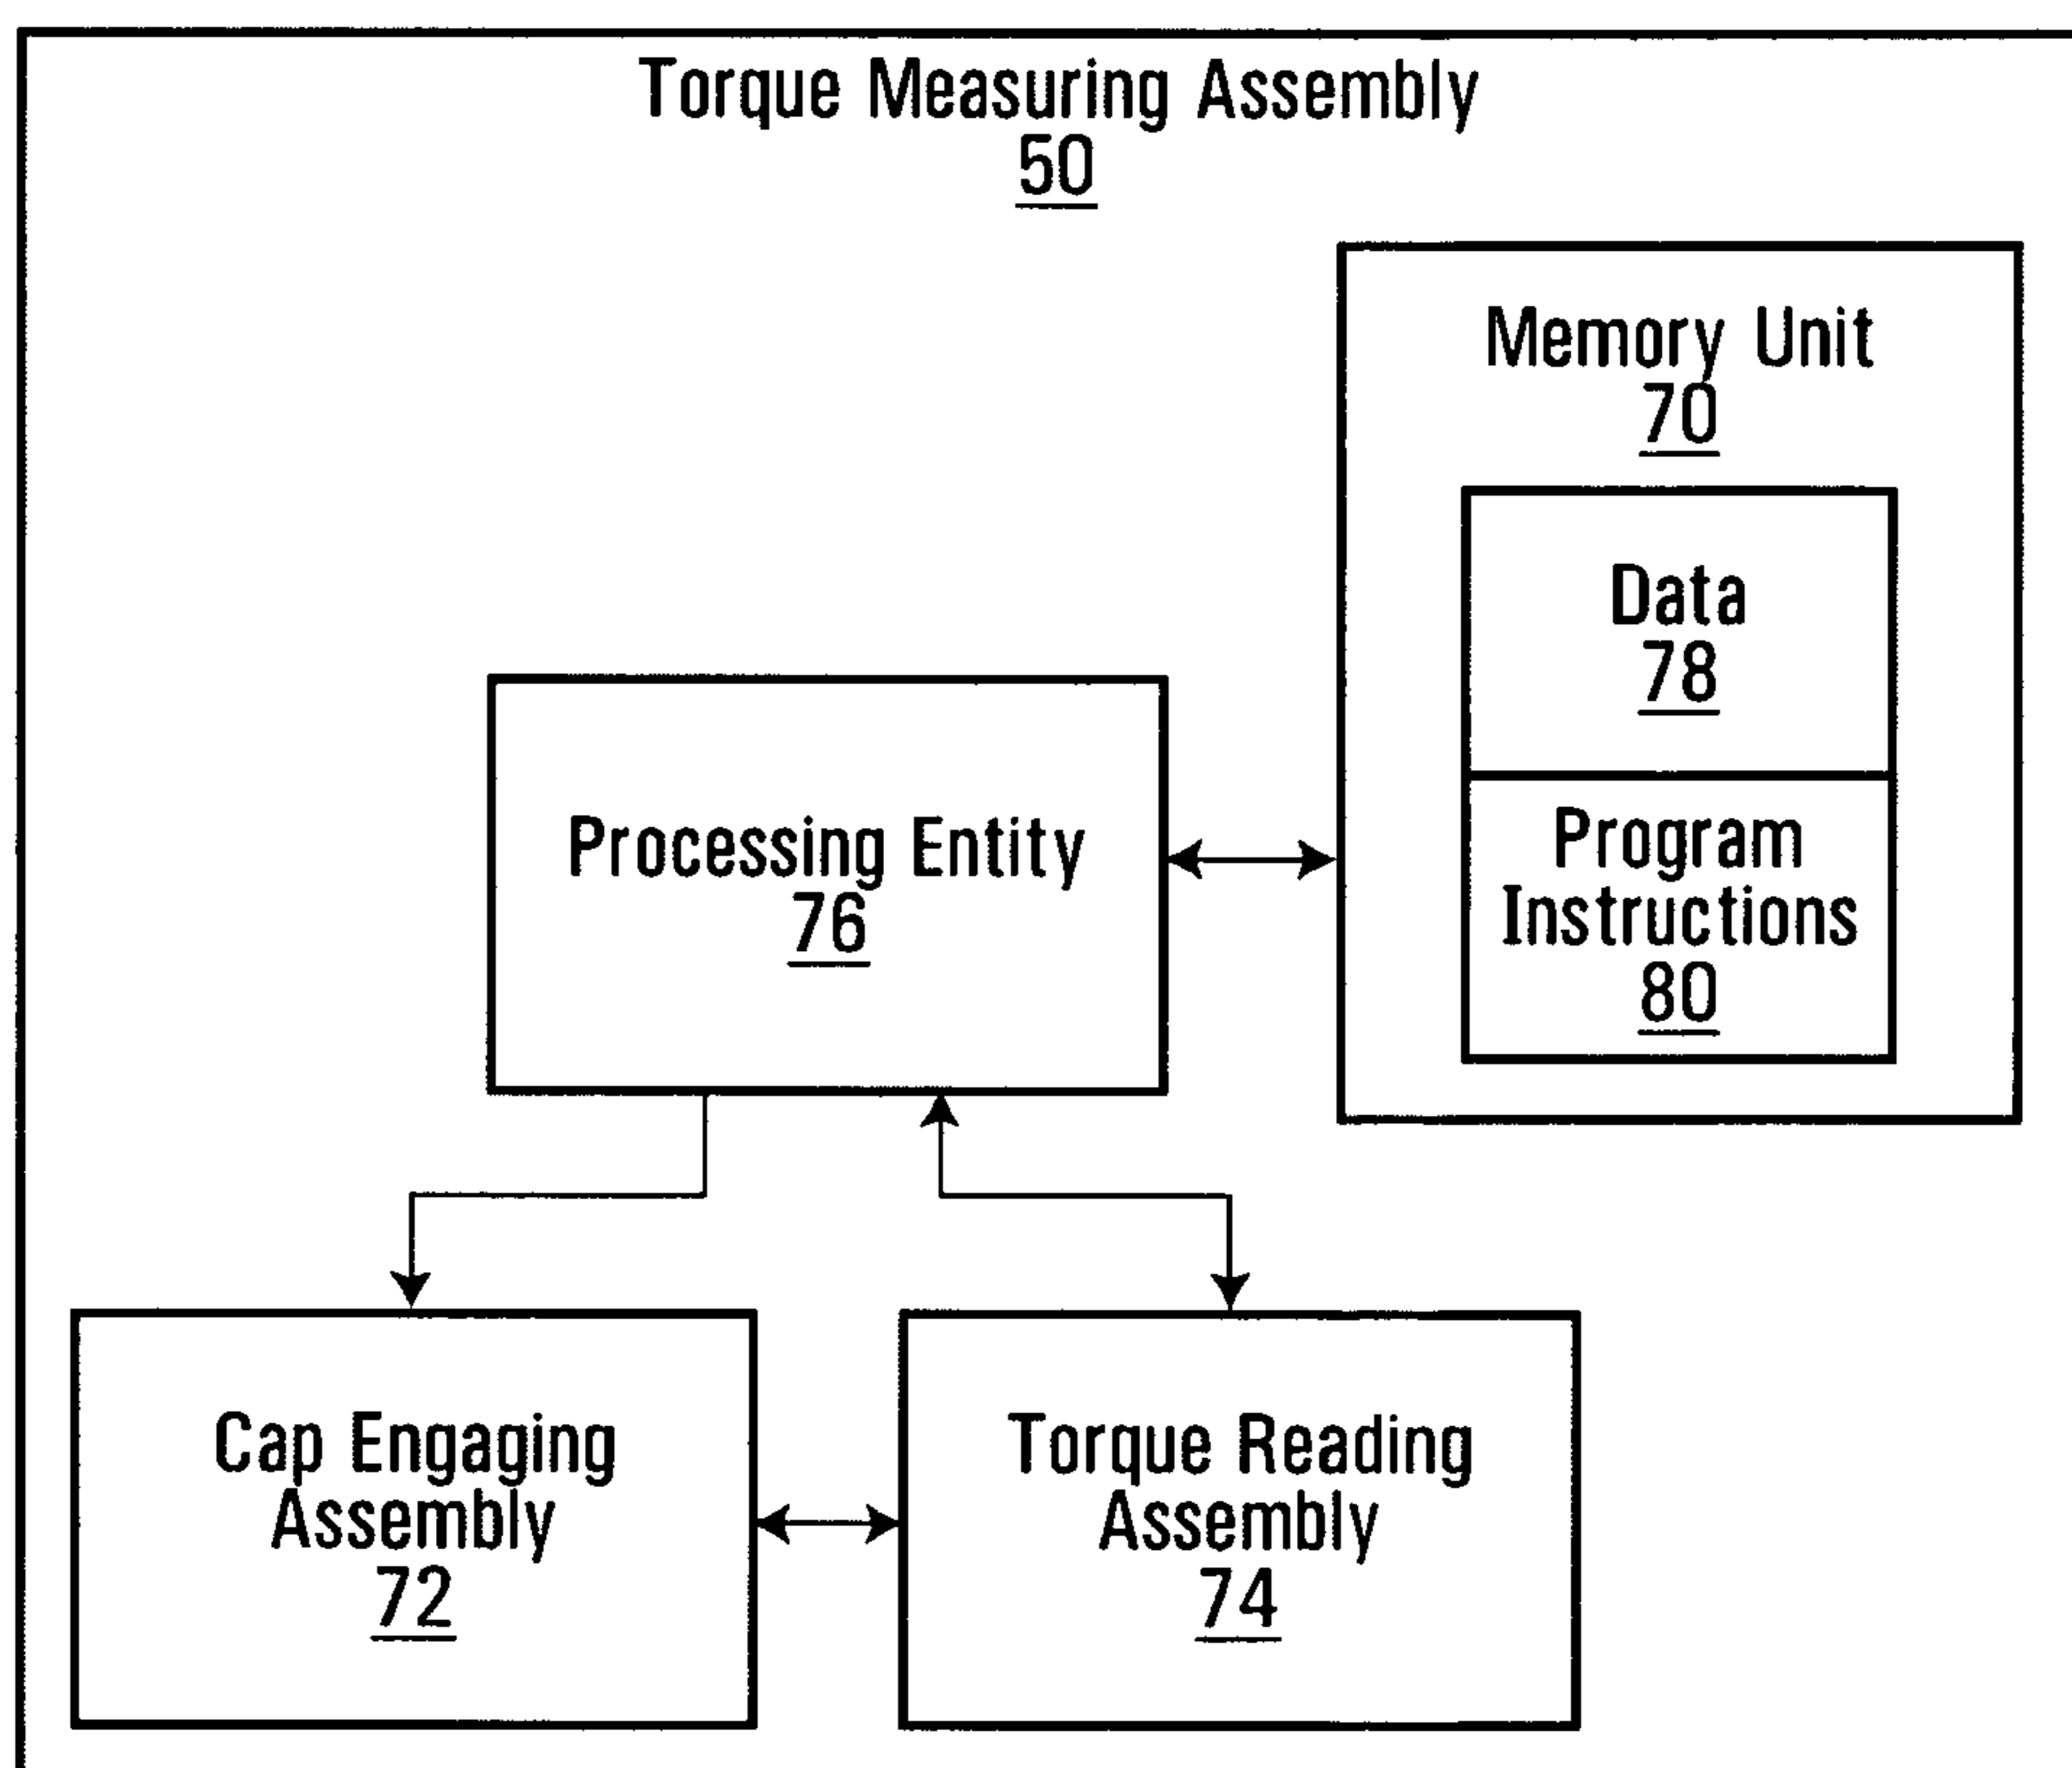 Torque Measuring Assembly
50
Memory Unit
70
Data
78
Program
Instructions
80
Processing Entity
76
Cap Engaging
Assembly
72
Torque Reading
Assembly
74